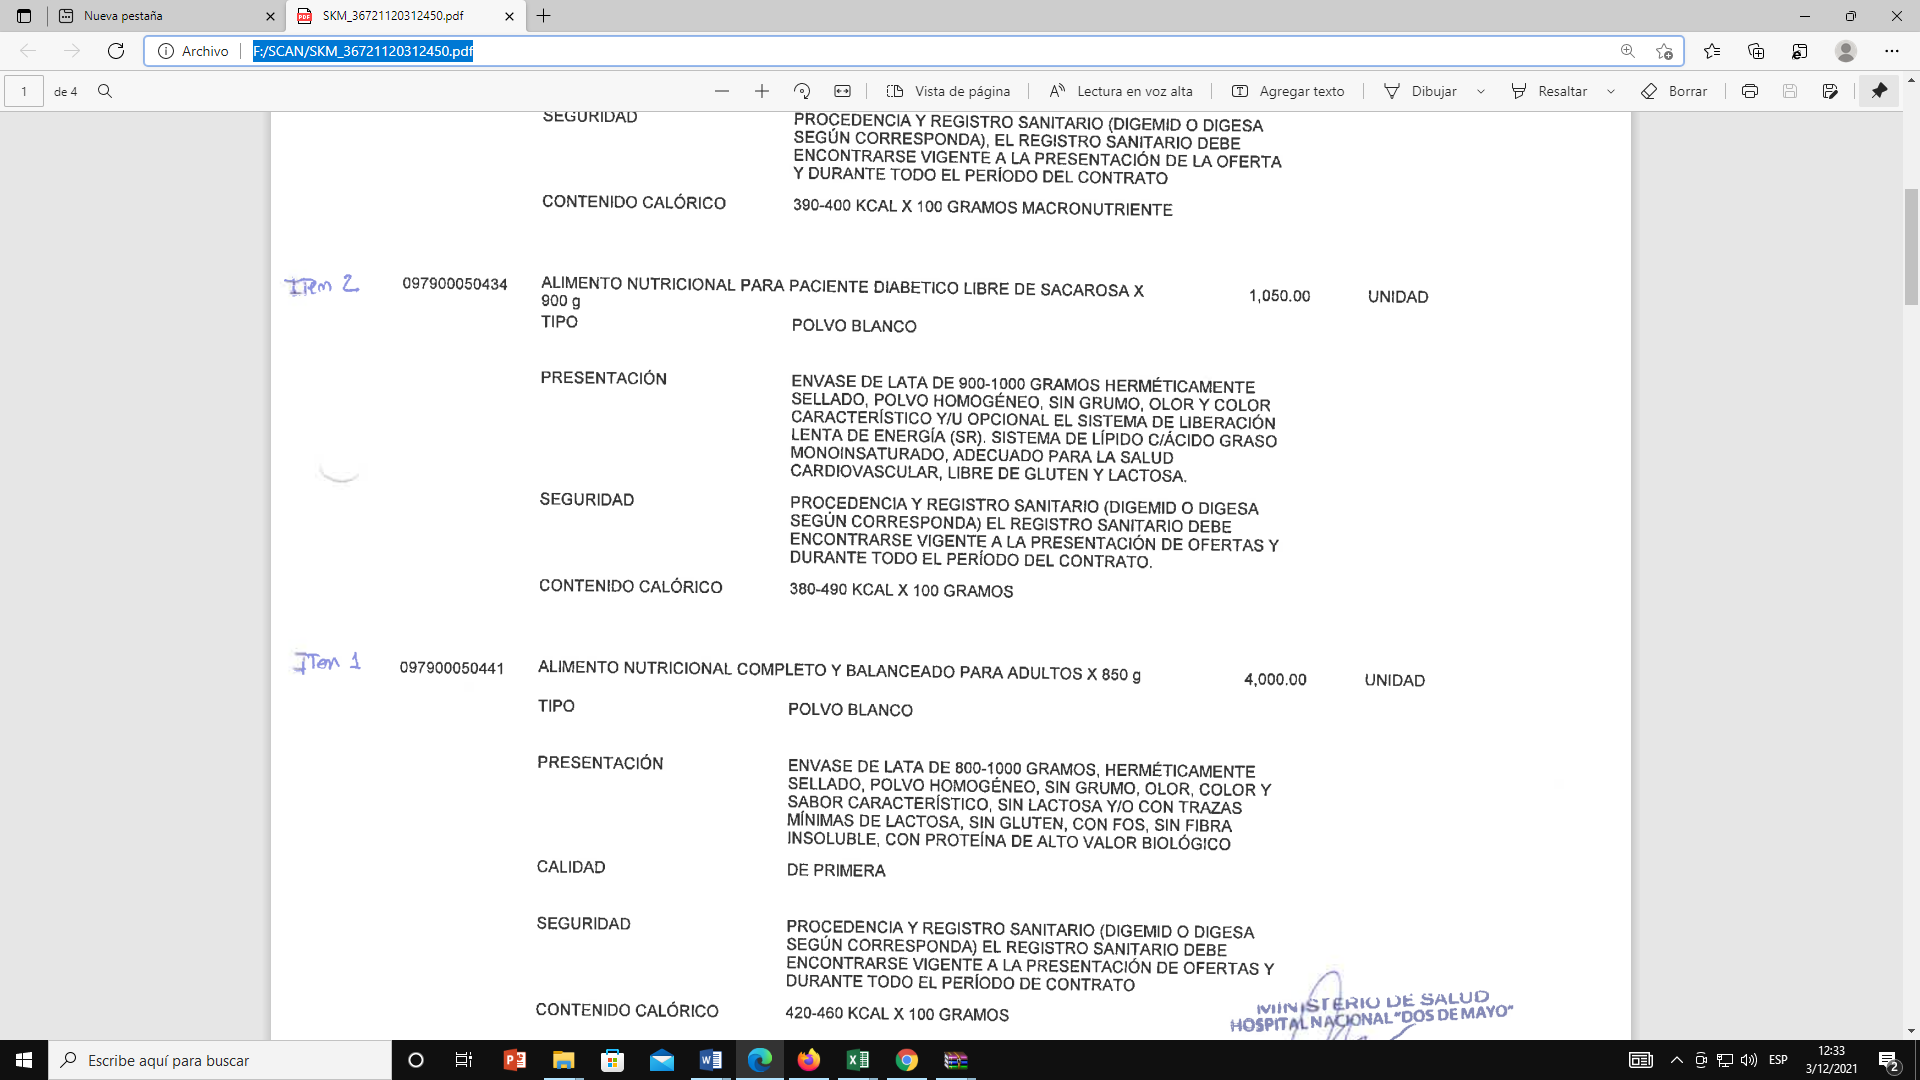 Nueva pestaña
SKM_36721120312450.pdf
Archivo
F:/SCAN/SKM_36721120312450.pdf
1 de 4
Vista de página
Lectura en voz alta
Agregar texto
Dibujar
Resaltar
Borrar
SEGURIDAD
PROCEDENCIA Y REGISTRO SANITARIO (DIGEMID O DIGESA
SEGÚN CORRESPONDA), EL REGISTRO SANITARIO DEBE
ENCONTRARSE VIGENTE A LA PRESENTACIÓN DE LA OFERTA
Y DURANTE TODO EL PERÍODO DEL CONTRATO
CONTENIDO CALÓRICO 390-400 KCAL X 100 GRAMOS MACRONUTRIENTE
ITem 2 097900050434 ALIMENTO NUTRICIONAL PARA PACIENTE DIABETICO LIBRE DE SACAROSA X 1,050.00 UNIDAD
900 g
TIPO POLVO BLANCO
PRESENTACIÓN ENVASE DE LATA DE 900-1000 GRAMOS HERMÉTICAMENTE
SELLADO, POLVO HOMOGÉNEO, SIN GRUMO, OLOR Y COLOR
CARACTERÍSTICO Y/U OPCIONAL EL SISTEMA DE LIBERACIÓN
LENTA DE ENERGÍA (SR). SISTEMA DE LÍPIDO C/ÁCIDO GRASO
MONOINSATURADO, ADECUADO PARA LA SALUD
CARDIOVASCULAR, LIBRE DE GLUTEN Y LACTOSA.
SEGURIDAD PROCEDENCIA Y REGISTRO SANITARIO (DIGEMID O DIGESA
SEGÚN CORRESPONDA) EL REGISTRO SANITARIO DEBE
ENCONTRARSE VIGENTE A LA PRESENTACIÓN DE OFERTAS Y
DURANTE TODO EL PERÍODO DEL CONTRATO.
CONTENIDO CALÓRICO 380-490 KCAL X 100 GRAMOS
ITem 1 097900050441 ALIMENTO NUTRICIONAL COMPLETO Y BALANCEADO PARA ADULTOS X 850 g 4,000.00 UNIDAD
TIPO POLVO BLANCO
PRESENTACIÓN ENVASE DE LATA DE 800-1000 GRAMOS, HERMÉTICAMENTE
SELLADO, POLVO HOMOGÉNEO, SIN GRUMO, OLOR, COLOR Y
SABOR CARACTERÍSTICO, SIN LACTOSA Y/O CON TRAZAS
MÍNIMAS DE LACTOSA, SIN GLUTEN, CON FOS, SIN FIBRA
INSOLUBLE, CON PROTEÍNA DE ALTO VALOR BIOLÓGICO
CALIDAD DE PRIMERA
SEGURIDAD PROCEDENCIA Y REGISTRO SANITARIO (DIGEMID O DIGESA
SEGÚN CORRESPONDA) EL REGISTRO SANITARIO DEBE
ENCONTRARSE VIGENTE A LA PRESENTACIÓN DE OFERTAS Y
DURANTE TODO EL PERÍODO DE CONTRATO
CONTENIDO CALÓRICO 420-460 KCAL X 100 GRAMOS
MINISTERIO DE SALUD
HOSPITAL NACIONAL "DOS DE MAYO"
Escribe aquí para buscar
ESP
12:33
3/12/2021
2